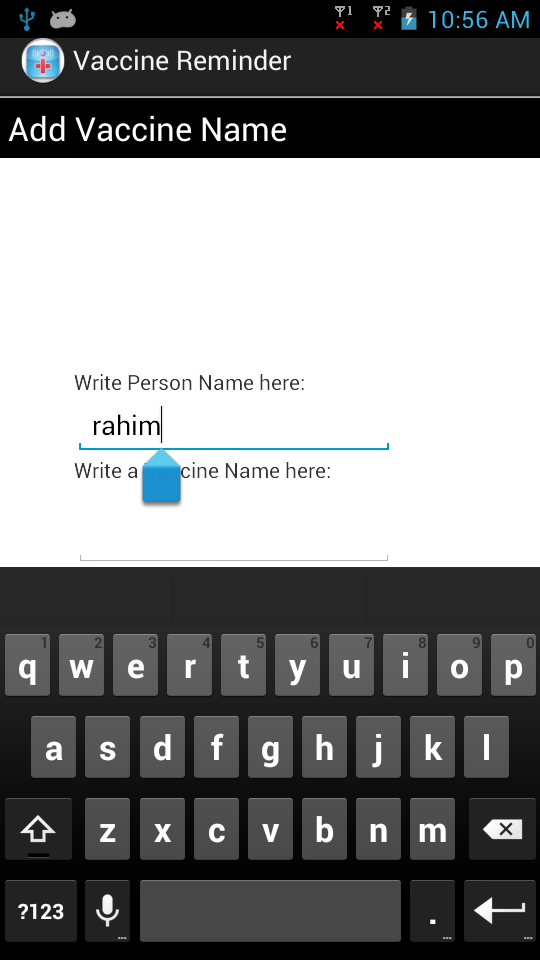 1 2 10:56 AM
Vaccine Reminder
Add Vaccine Name
Write Person Name here:
rahim
Write a cine Name here:
1 2 3 4 5 6 7 8 9 0
q w e r t y u i o p
a s d f g h j k l
z x c v b n m
?123 . ...